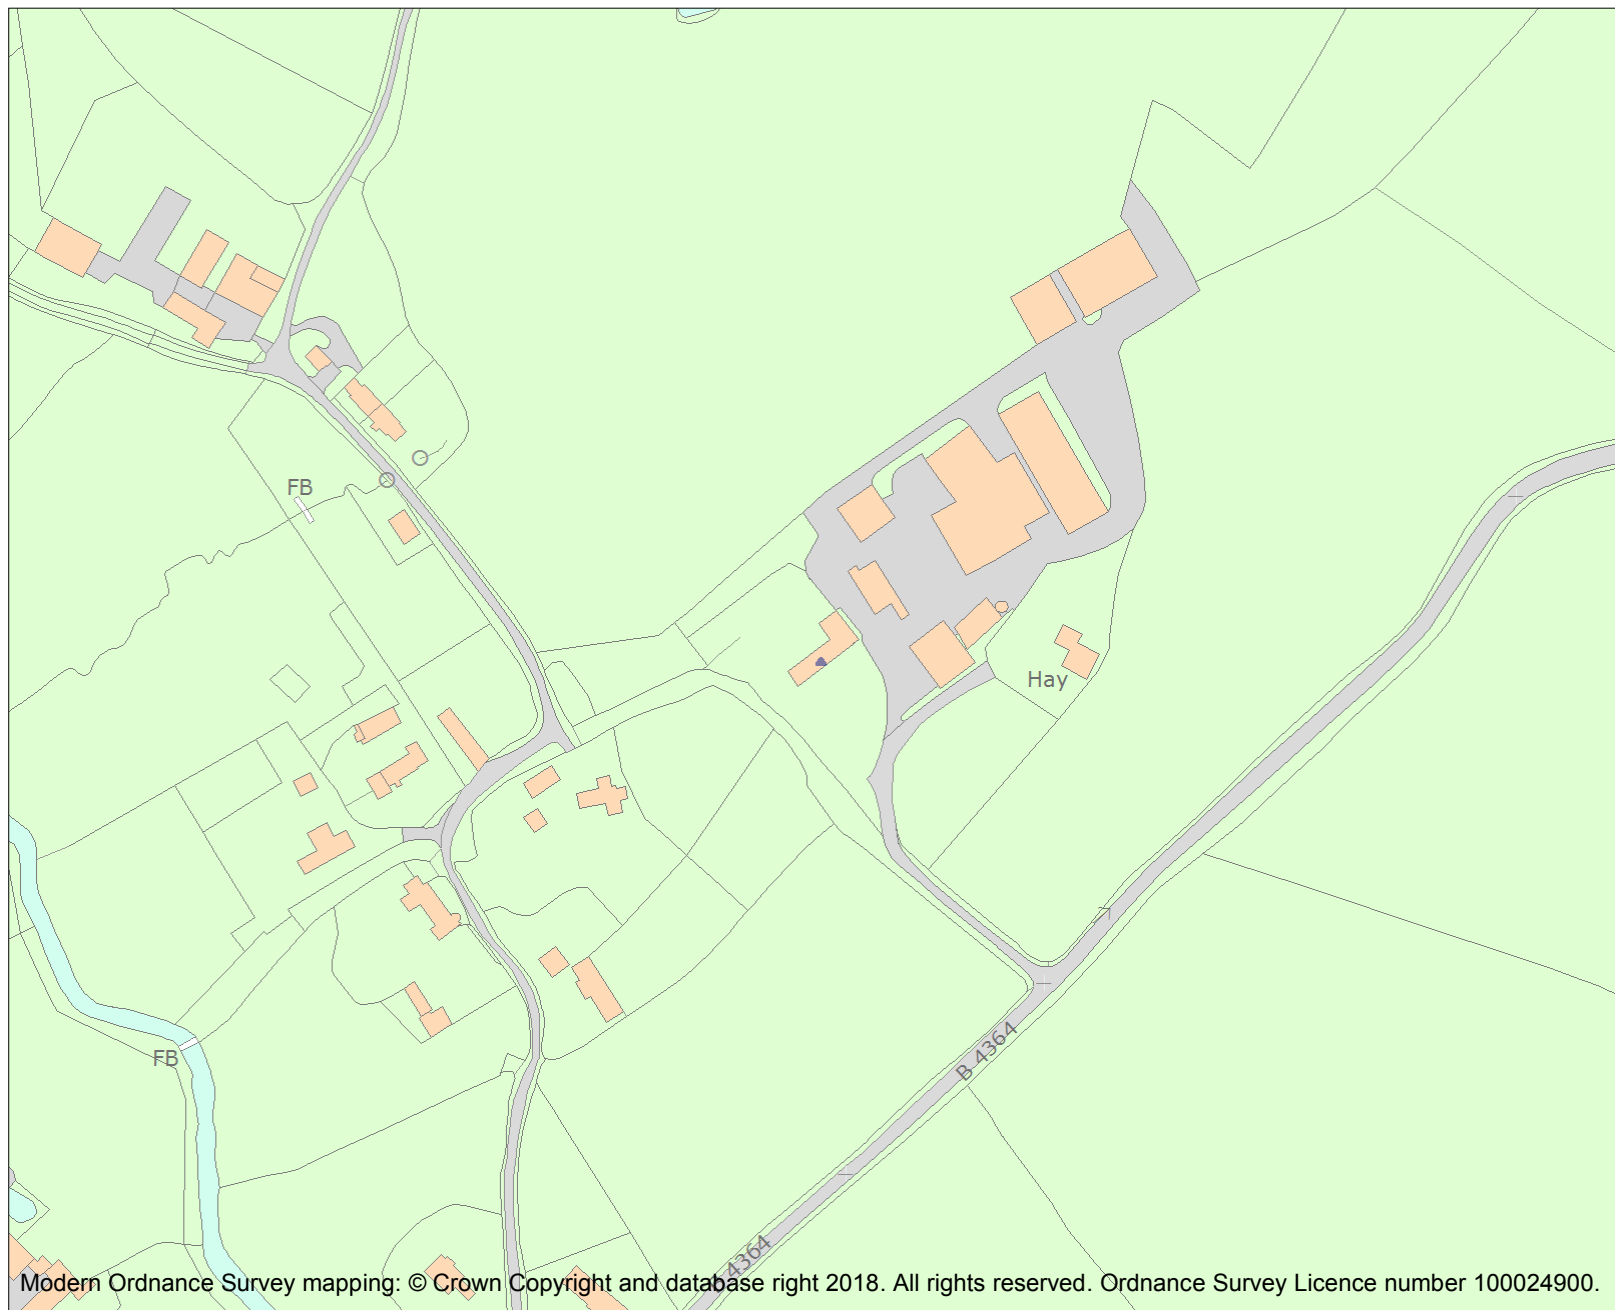 FB
Hay
B 4364
FB
4364
Modern Ordnance Survey mapping: © Crown Copyright and database right 2018. All rights reserved. Ordnance Survey Licence number 100024900.